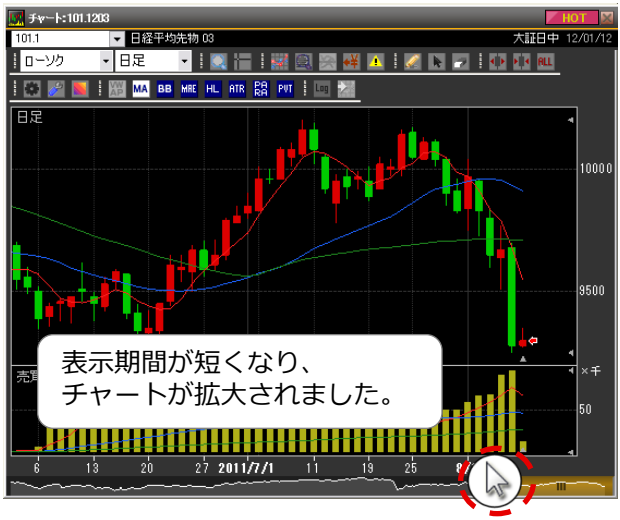 チャート:101.1203
HOT
101.1
日経平均先物 03
大証日中 12/01/12
ローソク
日足
ALL
VWAP
MA
BB
MAE
HL
ATR
PARA
PVT
Log
日足
10000
9500
表示期間が短くなり、
チャートが拡大されました。
売買
×千
50
6 13 20 27 2011/7/1 11 19 25 8/